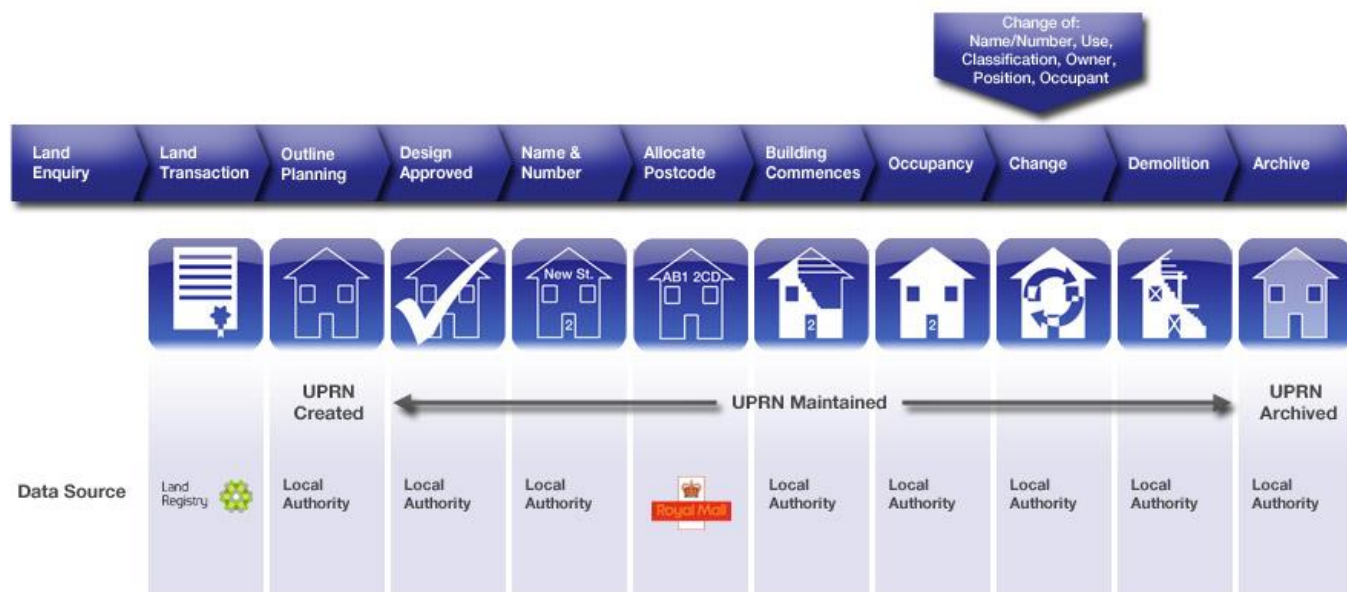 Change of:
Name/Number, Use,
Classification, Owner,
Position, Occupant
Land
Enquiry
Land
Transaction
Outline
Planning
Design
Approved
Name &
Number
Allocate
Postcode
Building
Commences
Occupancy
Change
Demolition
Archive
New St.
2
AB1 2CD
2
2
UPRN
Created
UPRN Maintained
UPRN
Archived
Data Source
Land
Registry
Local
Authority
Local
Authority
Local
Authority
Royal Mail
Local
Authority
Local
Authority
Local
Authority
Local
Authority
Local
Authority